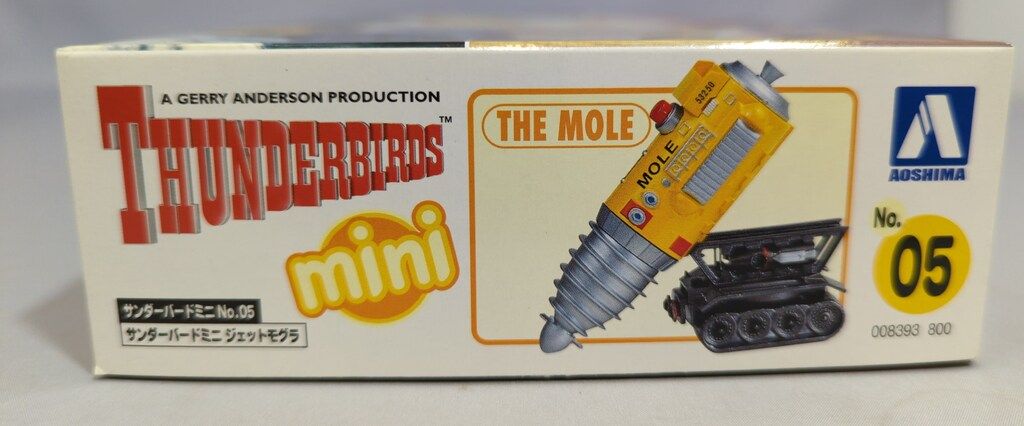 A GERRY ANDERSON PRODUCTION
THUNDERBIRDS™
mini
サンダーバードミニ No.05
サンダーバードミニ ジェットモグラ
THE MOLE
53250
MOLE
AOSHIMA
No.
05
008393 800